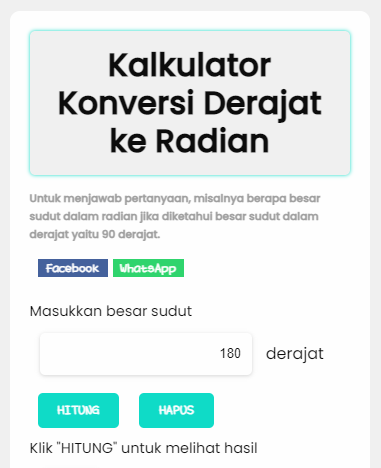 Kalkulator
Konversi Derajat
ke Radian
Untuk menjawab pertanyaan, misalnya berapa besar
sudut dalam radian jika diketahui besar sudut dalam
derajat yaitu 90 derajat.
Facebook WhatsApp
Masukkan besar sudut
180 derajat
HITUNG HAPUS
Klik "HITUNG" untuk melihat hasil